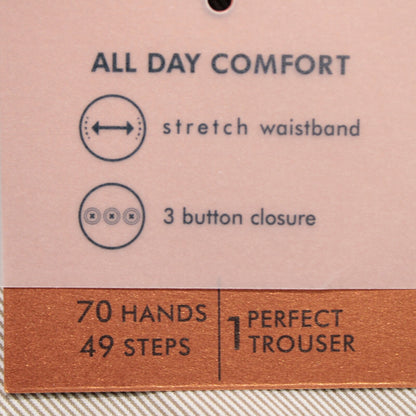 ALL DAY COMFORT
stretch waistband
3 button closure
70 HANDS
49 STEPS
1 PERFECT
TROUSER